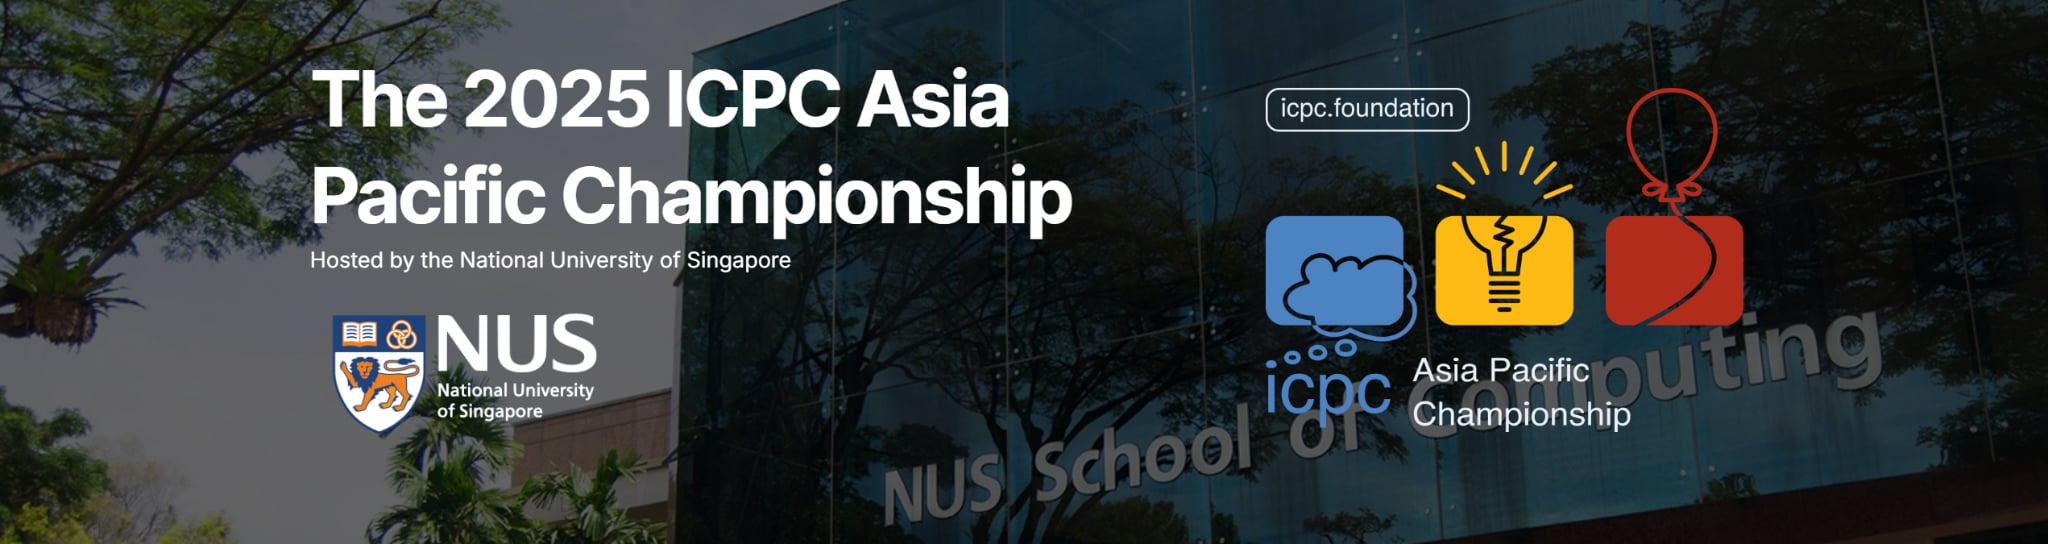 The 2025 ICPC Asia
Pacific Championship
Hosted by the National University of Singapore
NUS
National University
of Singapore
icpc.foundation
icpc
Asia Pacific
Championship
NUS School of Computing